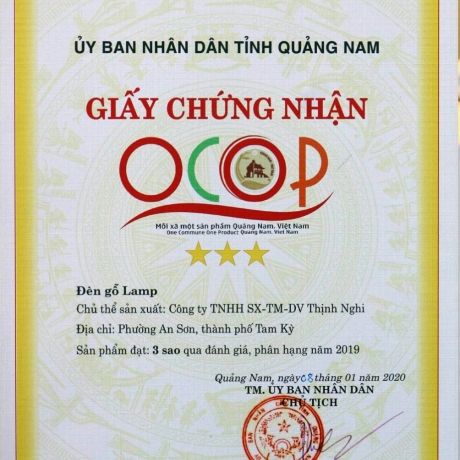 ỦY BAN NHÂN DÂN TỈNH QUẢNG NAM
GIẤY CHỨNG NHẬN
OCOP
Mỗi xã một sản phẩm Quảng Nam. Việt Nam
One Commune One Product Quang Nam. Viet Nam
Đèn gỗ Lamp
Chủ thể sản xuất: Công ty TNHH SX-TM-DV Thịnh Nghi
Địa chỉ: Phường An Sơn, thành phố Tam Kỳ
Sản phẩm đạt: 3 sao qua đánh giá, phân hạng năm 2019
Quảng Nam, ngày 08 tháng 01 năm 2020
TM. ỦY BAN NHÂN DÂN
CHỦ TỊCH